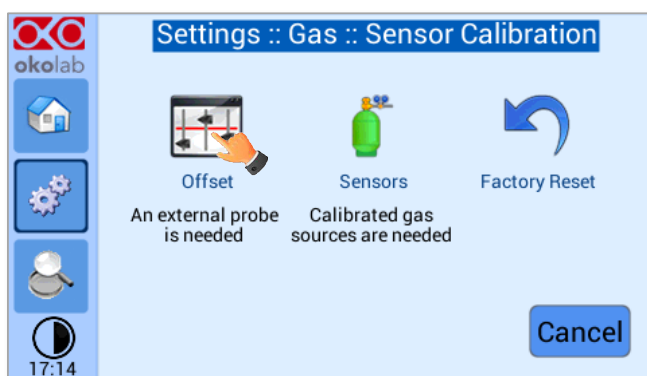 Settings :: Gas :: Sensor Calibration
okolab
Offset
Sensors
Factory Reset
An external probe
is needed
Calibrated gas
sources are needed
Cancel
17:14